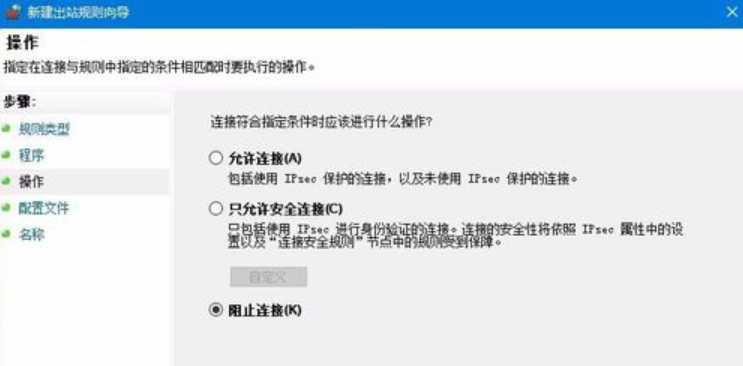 新建出站规则向导
操作
指定在连接与规则中指定的条件相匹配时要执行的操作。
步骤:
规则类型
程序
操作
配置文件
名称
连接符合指定条件时应该进行什么操作?
允许连接(A)
包括使用 IPsec 保护的连接，以及未使用 IPsec 保护的连接。
只允许安全连接(C)
只包括使用 IPsec 进行身份验证的连接。连接的安全性将依照 IPsec 属性中的设
置以及“连接安全规则”节点中的规则受到保障。
自定义
阻止连接(K)